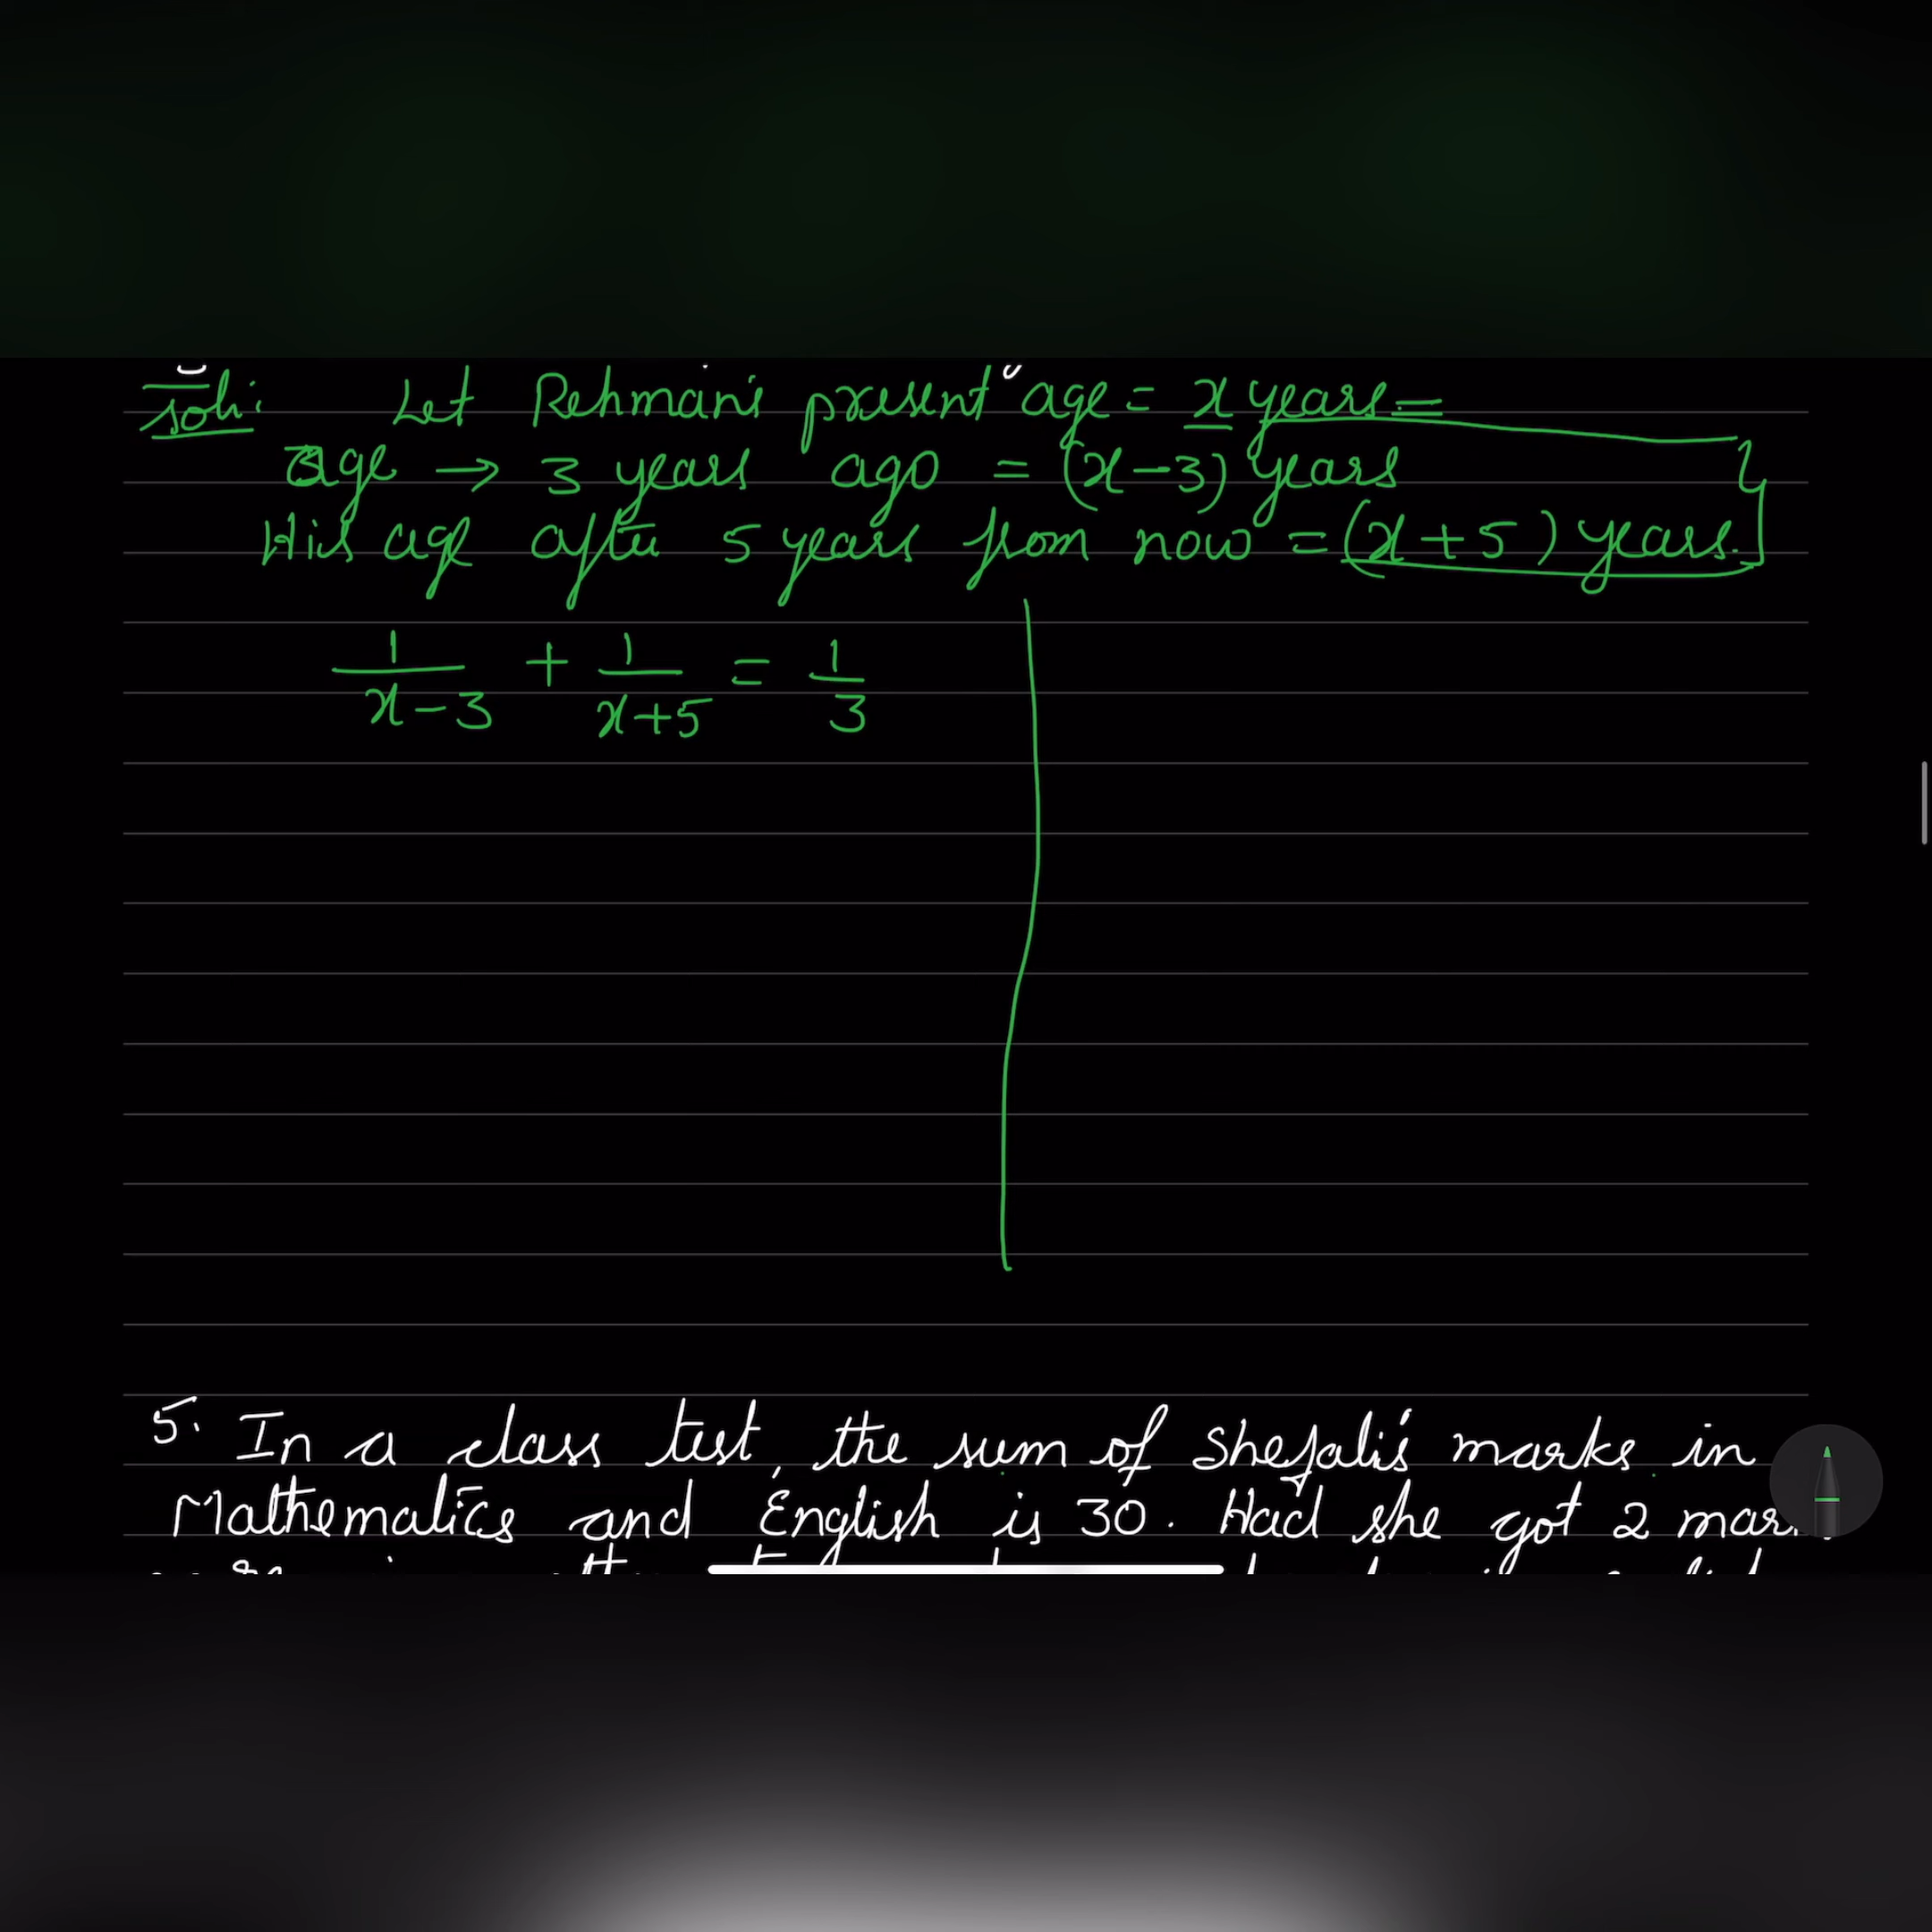 soln: Let Rehman's present age = x years
age → 3 years ago = (x-3) years
His age after 5 years from now = (x+5) years.
1/(x-3) + 1/(x+5) = 1/3
5. In a class test, the sum of Shefali's marks in
Mathematics and English is 30. Had she got 2 mar